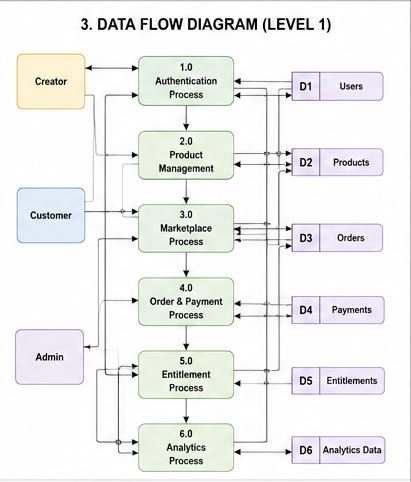 3. DATA FLOW DIAGRAM (LEVEL 1)
Creator
1.0
Authentication
Process
D1 Users
2.0
Product
Management
D2 Products
Customer
3.0
Marketplace
Process
D3 Orders
4.0
Order & Payment
Process
D4 Payments
Admin
5.0
Entitlement
Process
D5 Entitlements
6.0
Analytics
Process
D6 Analytics Data